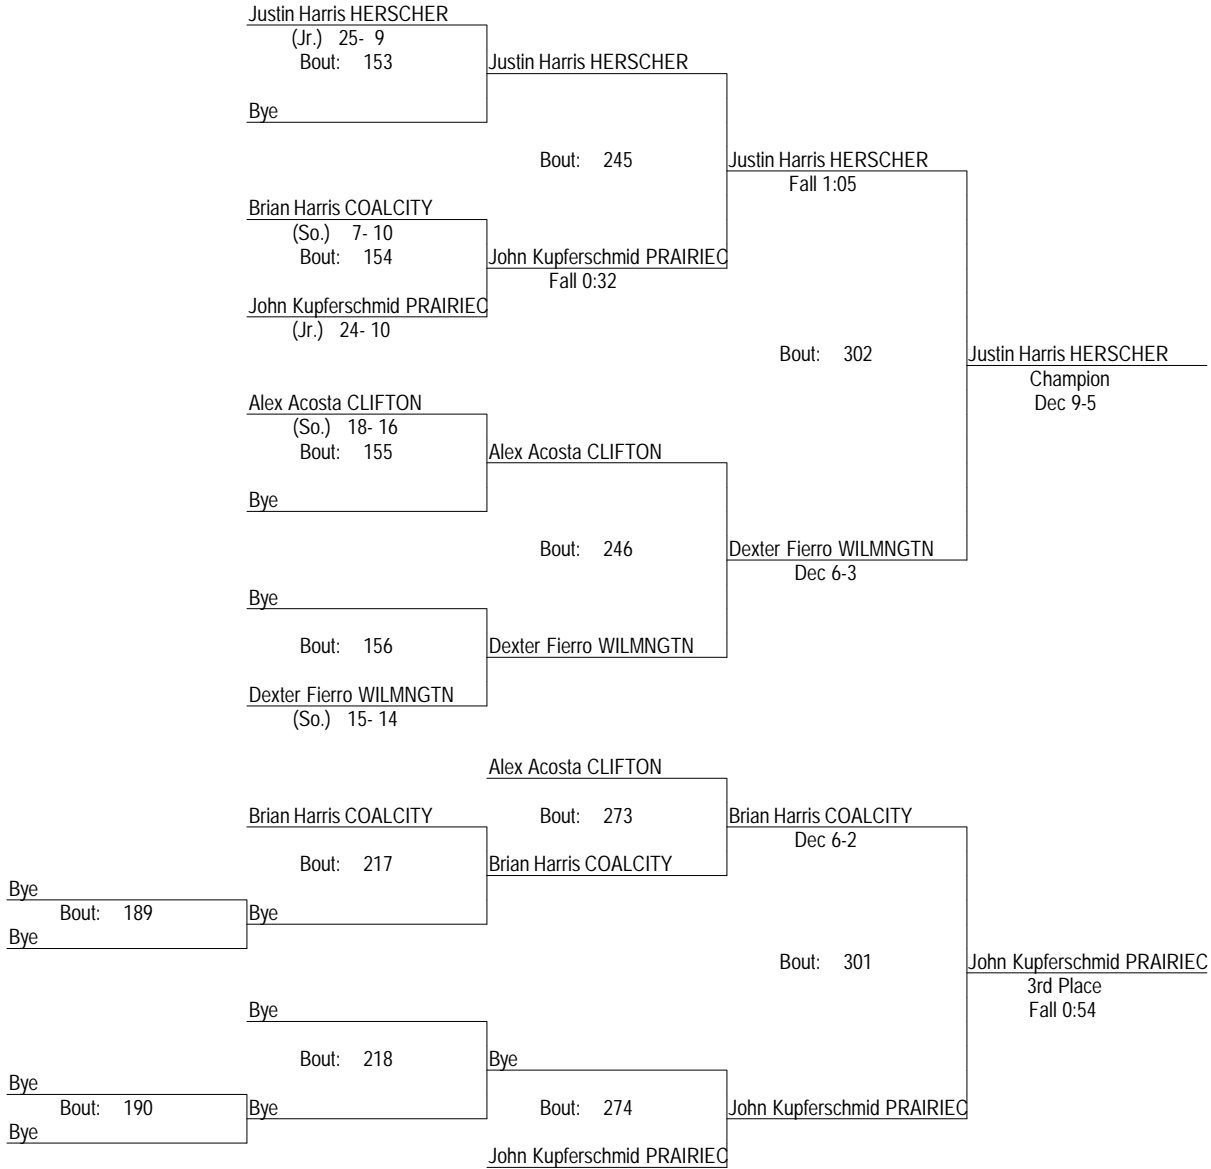 Justin Harris HERSCHER
(Jr.) 25- 9
Bout: 153
Justin Harris HERSCHER
Bye
Bout: 245
Justin Harris HERSCHER
Fall 1:05
Brian Harris COALCITY
(So.) 7- 10
Bout: 154
John Kupferschmid PRAIRIEC
Fall 0:32
John Kupferschmid PRAIRIEC
(Jr.) 24- 10
Bout: 302
Justin Harris HERSCHER
Champion
Dec 9-5
Alex Acosta CLIFTON
(So.) 18- 16
Bout: 155
Alex Acosta CLIFTON
Bye
Bout: 246
Dexter Fierro WILMNGTN
Dec 6-3
Bye
Bout: 156
Dexter Fierro WILMNGTN
Dexter Fierro WILMNGTN
(So.) 15- 14
Alex Acosta CLIFTON
Brian Harris COALCITY
Bout: 273
Brian Harris COALCITY
Dec 6-2
Bout: 217
Brian Harris COALCITY
Bye
Bout: 189
Bye
Bye
Bout: 301
John Kupferschmid PRAIRIEC
3rd Place
Fall 0:54
Bye
Bout: 218
Bye
Bye
Bout: 190
Bye
Bye
Bout: 274
John Kupferschmid PRAIRIEC
John Kupferschmid PRAIRIEC